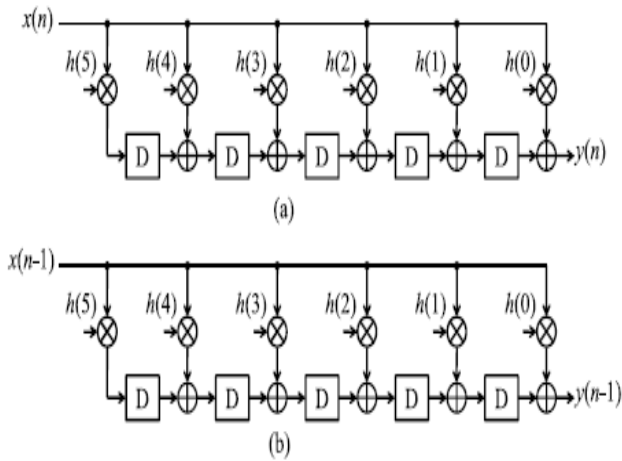 x(n)
h(5) h(4) h(3) h(2) h(1) h(0)
D D D D D y(n)
(a)
x(n-1)
h(5) h(4) h(3) h(2) h(1) h(0)
D D D D D y(n-1)
(b)